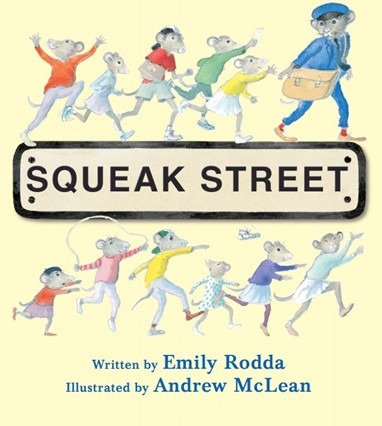 SQUEAK STREET
Written by Emily Rodda
Illustrated by Andrew McLean